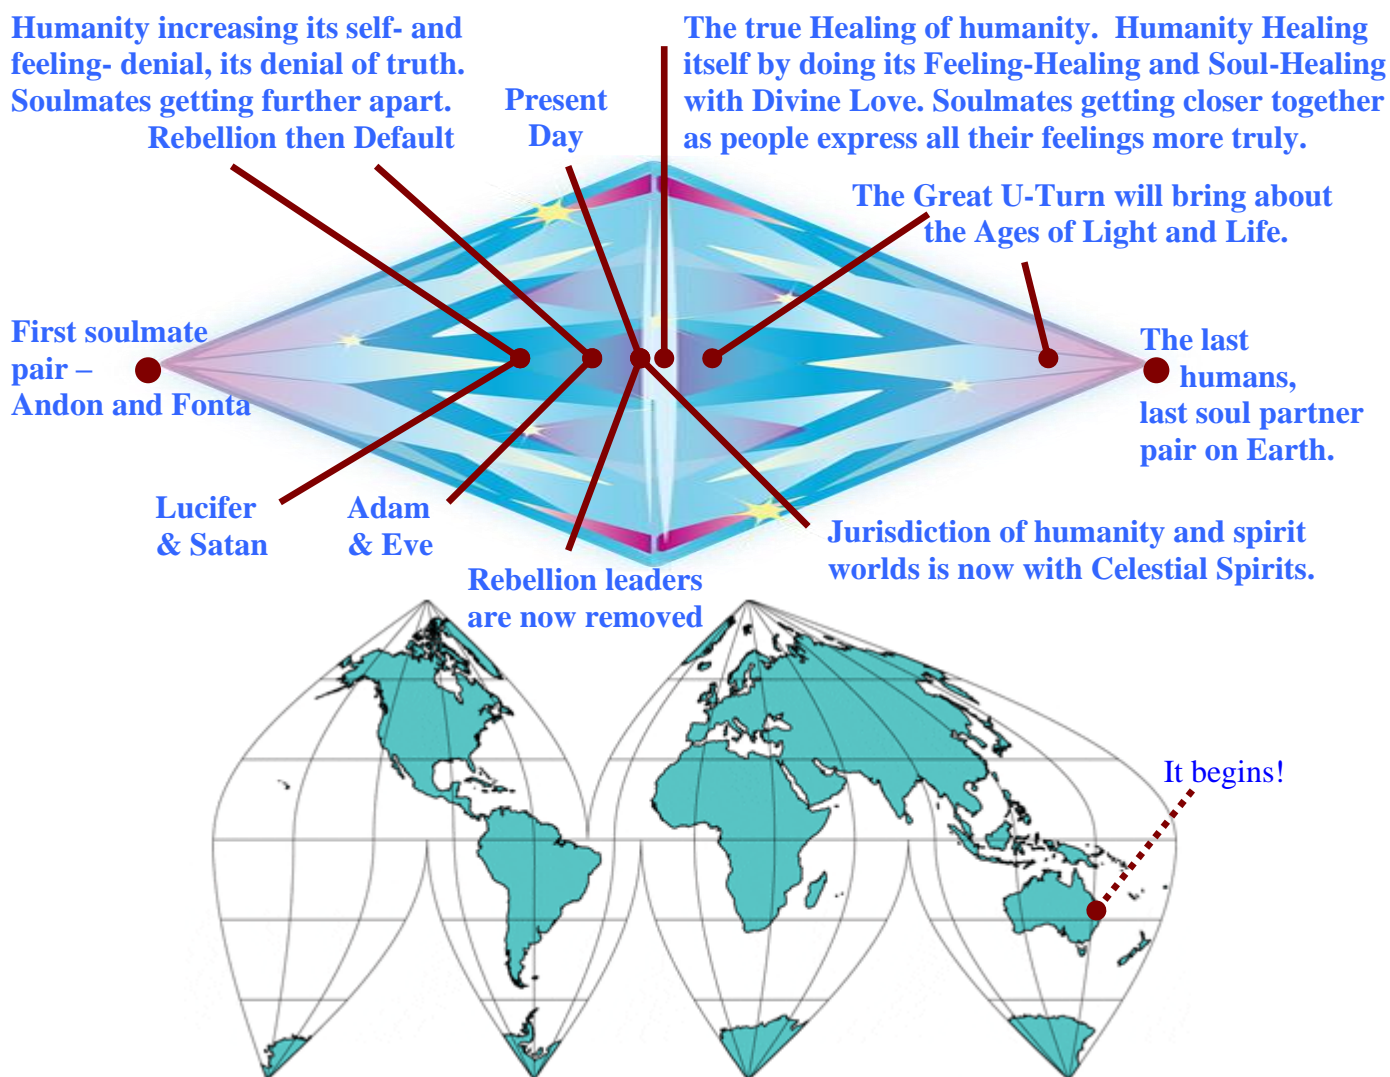 Humanity increasing its self- and
feeling- denial, its denial of truth.
Soulmates getting further apart.
Rebellion then Default
Present
Day
The true Healing of humanity.  Humanity Healing
itself by doing its Feeling-Healing and Soul-Healing
with Divine Love. Soulmates getting closer together
as people express all their feelings more truly.
The Great U-Turn will bring about
the Ages of Light and Life.
First soulmate
pair –
Andon and Fonta
The last
humans,
last soul partner
pair on Earth.
Lucifer
& Satan
Adam
& Eve
Rebellion leaders
are now removed
Jurisdiction of humanity and spirit
worlds is now with Celestial Spirits.
It begins!